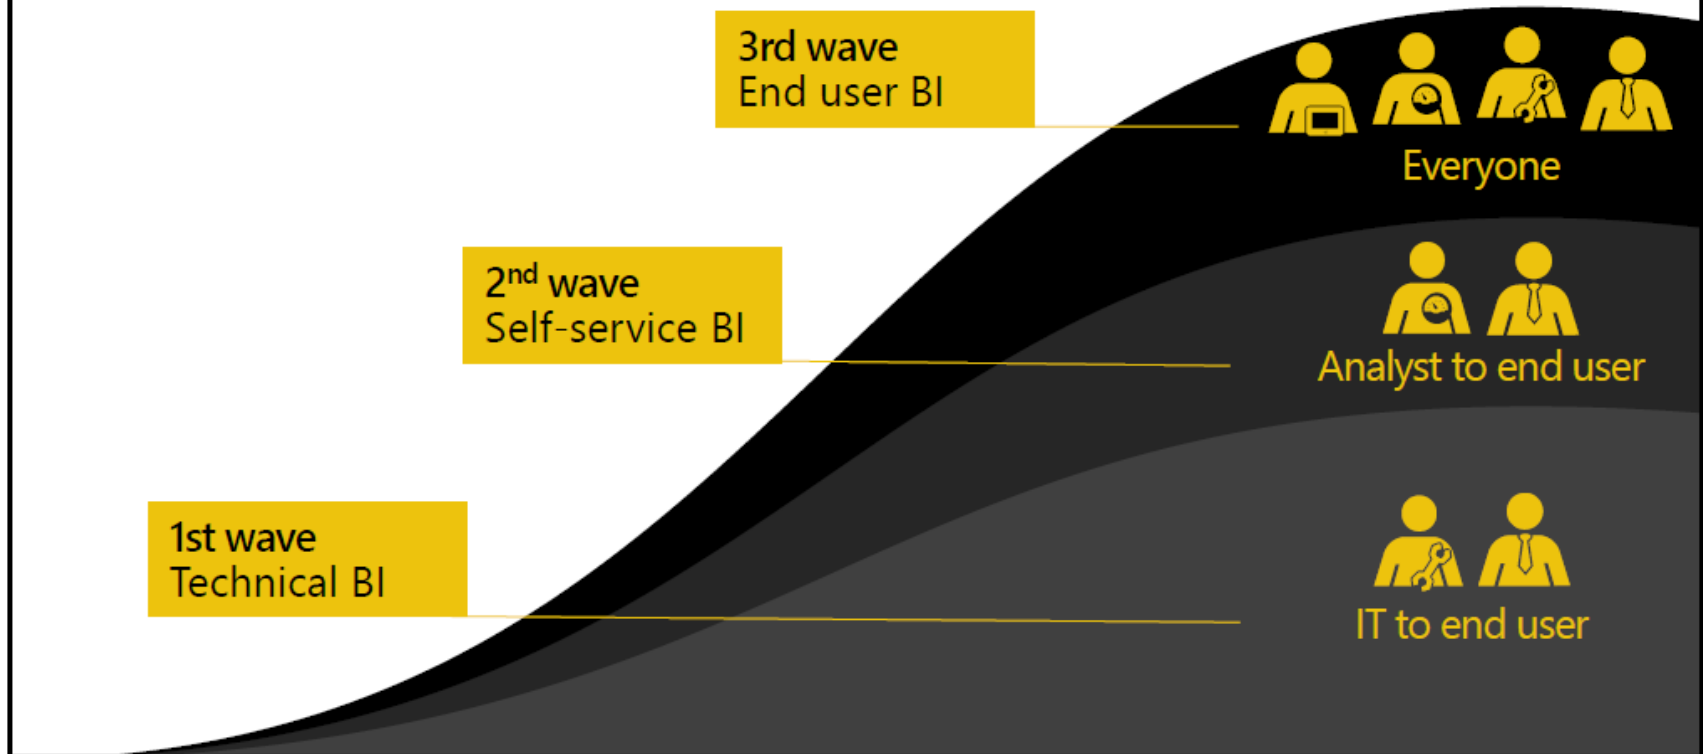 3rd wave
End user BI
Everyone
2nd wave
Self-service BI
Analyst to end user
1st wave
Technical BI
IT to end user